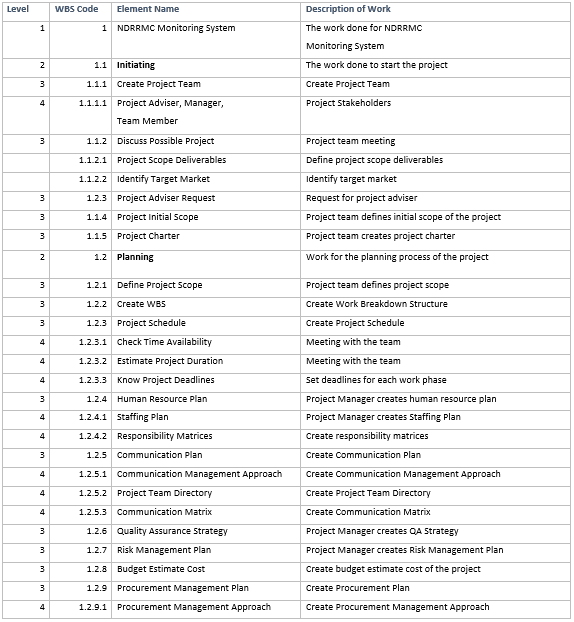 Level WBS Code Element Name Description of Work
1 1 NDRRMC Monitoring System The work done for NDRRMC
Monitoring System
2 1.1 Initiating The work done to start the project
3 1.1.1 Create Project Team Create Project Team
4 1.1.1.1 Project Adviser, Manager, Project Stakeholders
Team Member
3 1.1.2 Discuss Possible Project Project team meeting
1.1.2.1 Project Scope Deliverables Define project scope deliverables
1.1.2.2 Identify Target Market Identify target market
3 1.2.3 Project Adviser Request Request for project adviser
3 1.1.4 Project Initial Scope Project team defines initial scope of the project
3 1.1.5 Project Charter Project team creates project charter
2 1.2 Planning Work for the planning process of the project
3 1.2.1 Define Project Scope Project team defines project scope
3 1.2.2 Create WBS Create Work Breakdown Structure
3 1.2.3 Project Schedule Create Project Schedule
4 1.2.3.1 Check Time Availability Meeting with the team
4 1.2.3.2 Estimate Project Duration Meeting with the team
4 1.2.3.3 Know Project Deadlines Set deadlines for each work phase
3 1.2.4 Human Resource Plan Project Manager creates human resource plan
4 1.2.4.1 Staffing Plan Project Manager creates Staffing Plan
4 1.2.4.2 Responsibility Matrices Create responsibility matrices
3 1.2.5 Communication Plan Create Communication Plan
4 1.2.5.1 Communication Management Approach Create Communication Management Approach
4 1.2.5.2 Project Team Directory Create Project Team Directory
4 1.2.5.3 Communication Matrix Create Communication Matrix
3 1.2.6 Quality Assurance Strategy Project Manager creates QA Strategy
3 1.2.7 Risk Management Plan Project Manager creates Risk Management Plan
3 1.2.8 Budget Estimate Cost Create budget estimate cost of the project
3 1.2.9 Procurement Management Plan Create Procurement Plan
4 1.2.9.1 Procurement Management Approach Create Procurement Management Approach